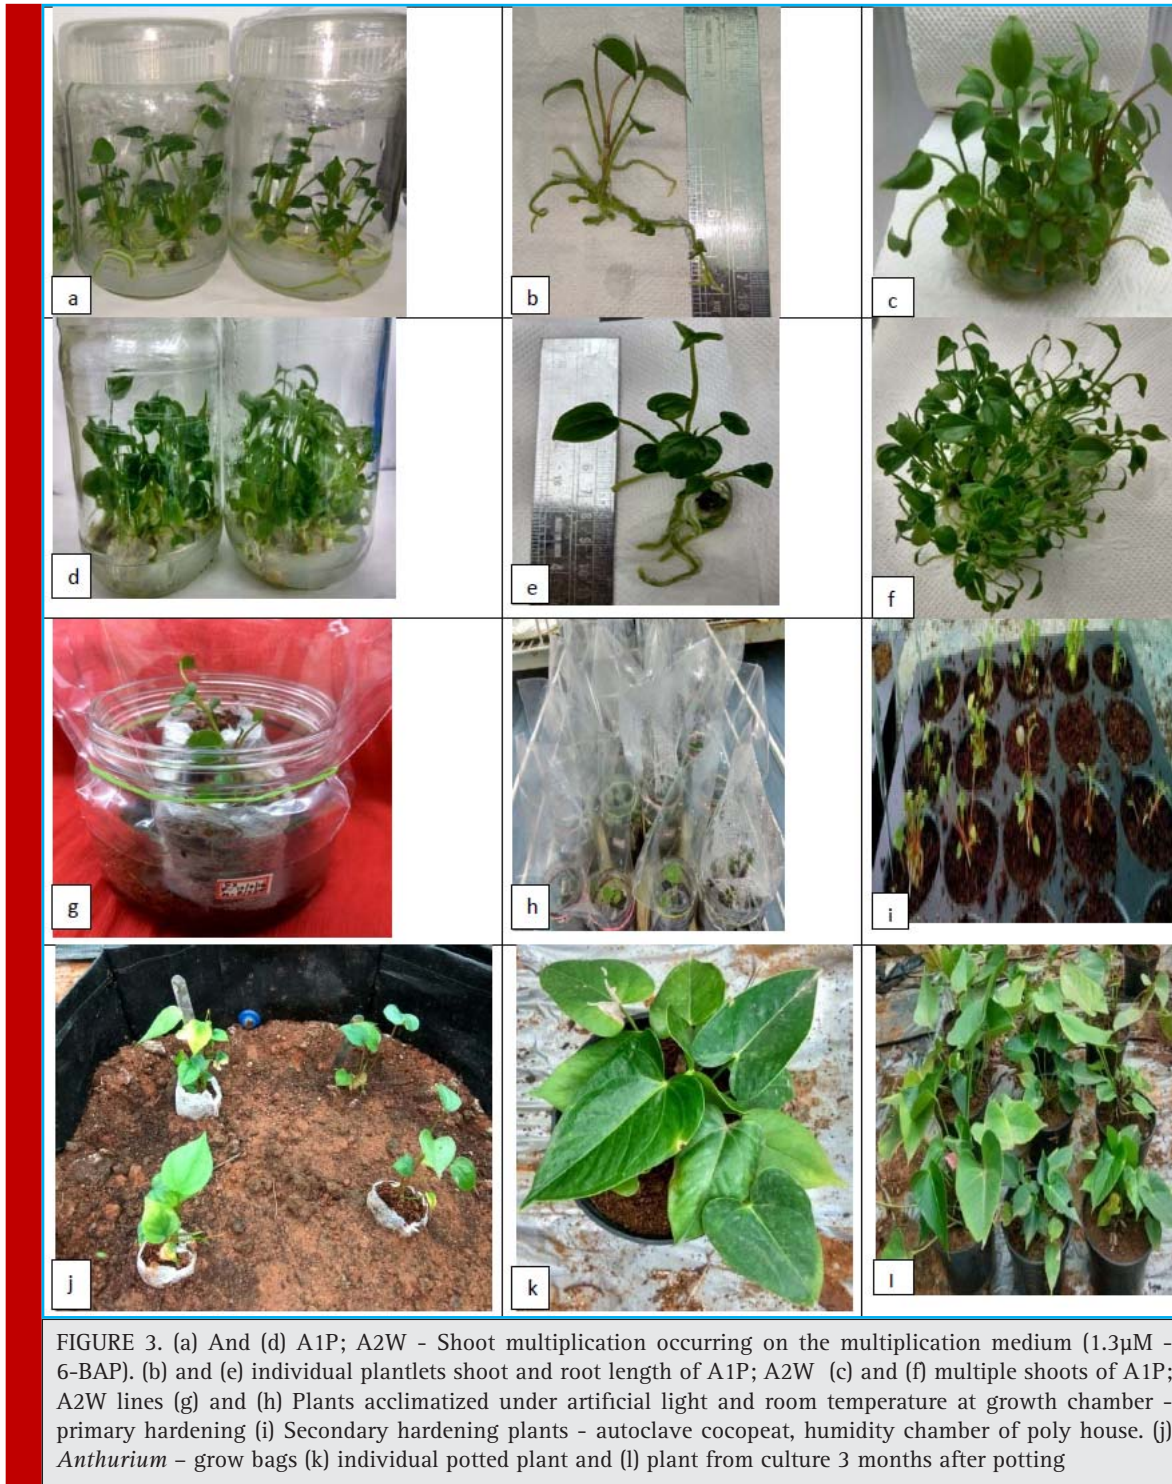 a
b
c
d
e
f
g
h
i
j
k
l
FIGURE 3. (a) And (d) A1P; A2W - Shoot multiplication occurring on the multiplication medium (1.3µM -
6-BAP). (b) and (e) individual plantlets shoot and root length of A1P; A2W (c) and (f) multiple shoots of A1P;
A2W lines (g) and (h) Plants acclimatized under artificial light and room temperature at growth chamber -
primary hardening (i) Secondary hardening plants - autoclave cocopeat, humidity chamber of poly house. (j)
Anthurium – grow bags (k) individual potted plant and (l) plant from culture 3 months after potting